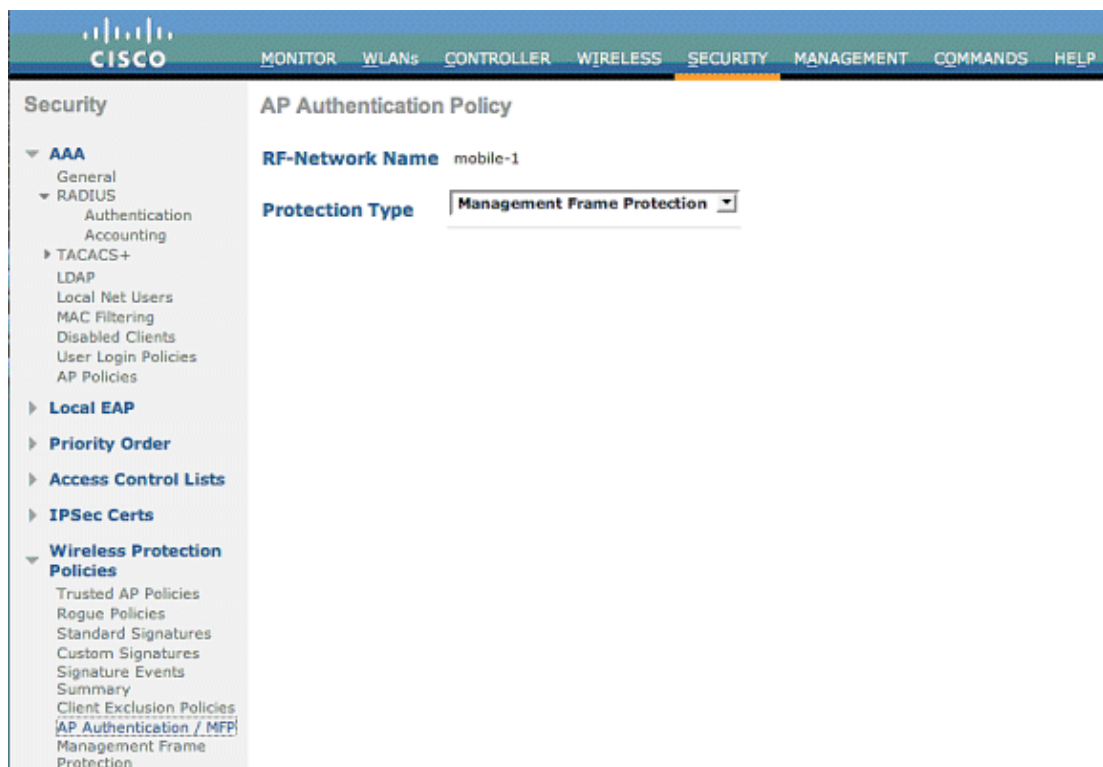 CISCO
MONITOR WLANs CONTROLLER WIRELESS SECURITY MANAGEMENT COMMANDS HELP
Security
AAA
General
RADIUS
Authentication
Accounting
TACACS+
LDAP
Local Net Users
MAC Filtering
Disabled Clients
User Login Policies
AP Policies
Local EAP
Priority Order
Access Control Lists
IPSec Certs
Wireless Protection
Policies
Trusted AP Policies
Rogue Policies
Standard Signatures
Custom Signatures
Signature Events
Summary
Client Exclusion Policies
AP Authentication / MFP
Management Frame
Protection
AP Authentication Policy
RF-Network Name mobile-1
Protection Type Management Frame Protection